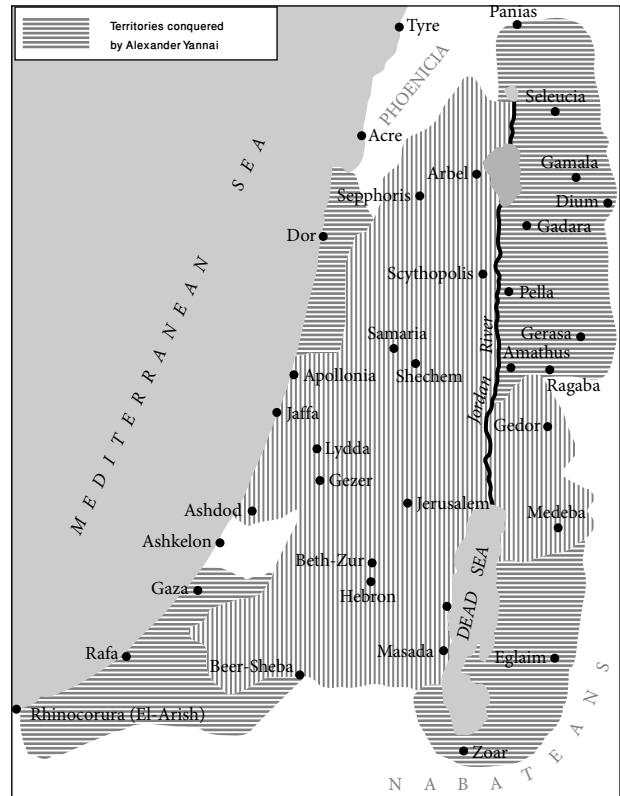 Territories conquered
by Alexander Yannai
Panias
Tyre
PHOENICIA
Seleucia
Acre
Arbel
Gamala
Sepphoris
Dium
Gadara
Dor
MEDITERRANEAN SEA
Scythopolis
Pella
Samaria
Gerasa
Jordan River
Shechem
Amathus
Apollonia
Ragaba
Jaffa
Gedor
Lydda
Gezer
Jerusalem
Ashdod
Medeba
Ashkelon
Beth-Zur
DEAD SEA
Gaza
Hebron
Masada
Rafa
Eglaim
Beer-Sheba
Rhinocorura (El-Arish)
Zoar
NABATEANS